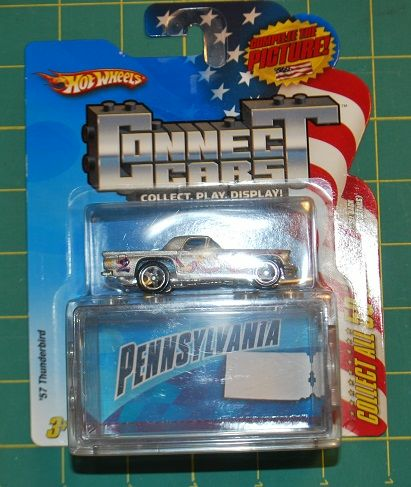 COMPLETE THE
PICTURE!
Hot Wheels
CONNECT
CARS
COLLECT. PLAY. DISPLAY!
PENNSYLVANIA
'57 Thunderbird
3+
COLLECT ALL